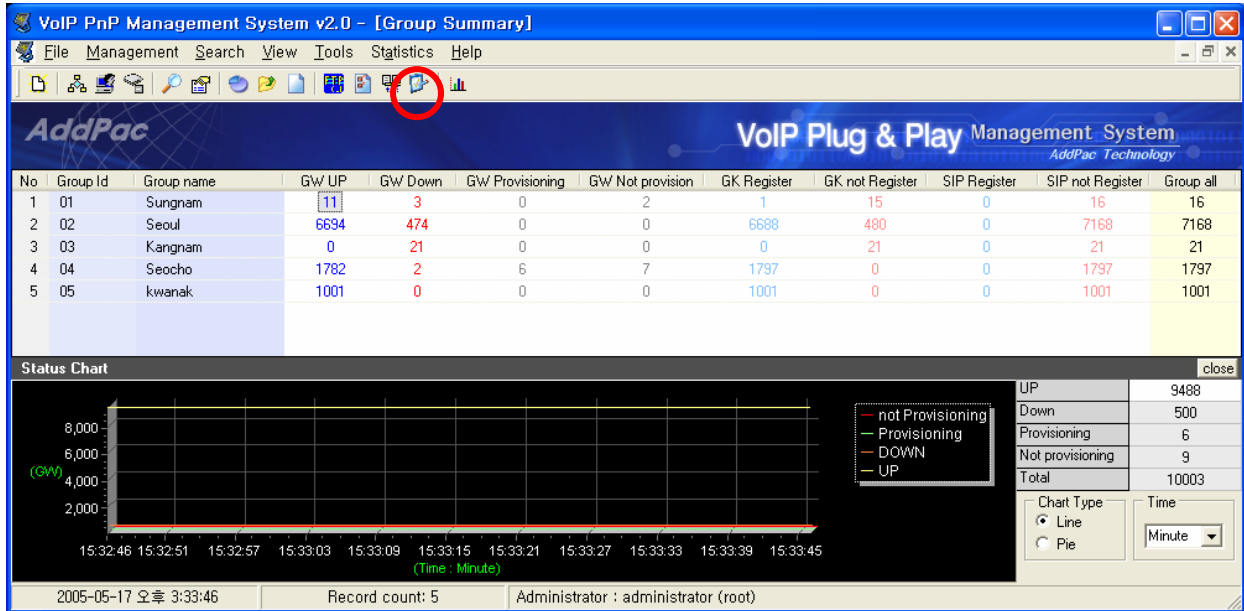 VoIP PnP Management System v2.0 - [Group Summary]
File Management Search View Tools Statistics Help
AddPac
VoIP Plug & Play Management System
AddPac Technology
No Group Id Group name GW UP GW Down GW Provisioning GW Not provision GK Register GK not Register SIP Register SIP not Register Group all
1 01 Sungnam 11 3 0 2 1 15 0 16 16
2 02 Seoul 6694 474 0 0 6688 480 0 7168 7168
3 03 Kangnam 0 21 0 0 0 21 0 21 21
4 04 Seocho 1782 2 6 7 1797 0 0 1797 1797
5 05 kwanak 1001 0 0 0 1001 0 0 1001 1001
Status Chart close
8,000
6,000
(GW)
4,000
2,000
15:32:46 15:32:51 15:32:57 15:33:03 15:33:09 15:33:15 15:33:21 15:33:27 15:33:33 15:33:39 15:33:45
(Time : Minute)
not Provisioning
Provisioning
DOWN
UP
UP 9488
Down 500
Provisioning 6
Not provisioning 9
Total 10003
Chart Type
Line
Pie
Time
Minute
2005-05-17 오후 3:33:46 Record count: 5 Administrator : administrator (root)